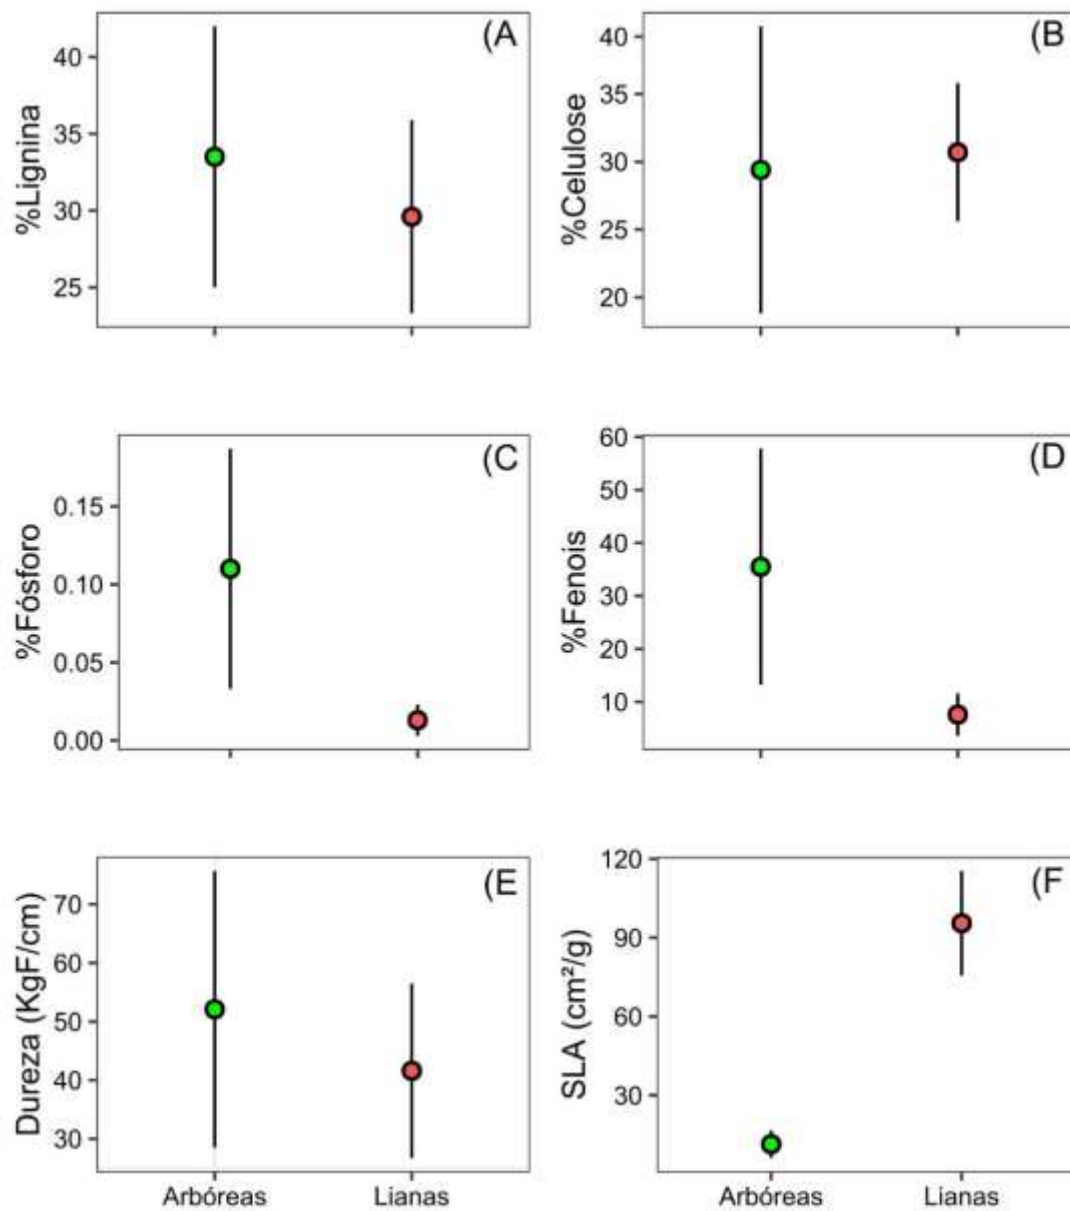 (A
%Lignina
40
35
30
25
(B
%Celulose
40
35
30
25
20
(C
%Fósforo
0.15
0.10
0.05
0.00
(D
%Fenois
60
50
40
30
20
10
(E
Dureza (KgF/cm)
70
60
50
40
30
Arbóreas Lianas
(F
SLA (cm²/g)
120
90
60
30
Arbóreas Lianas